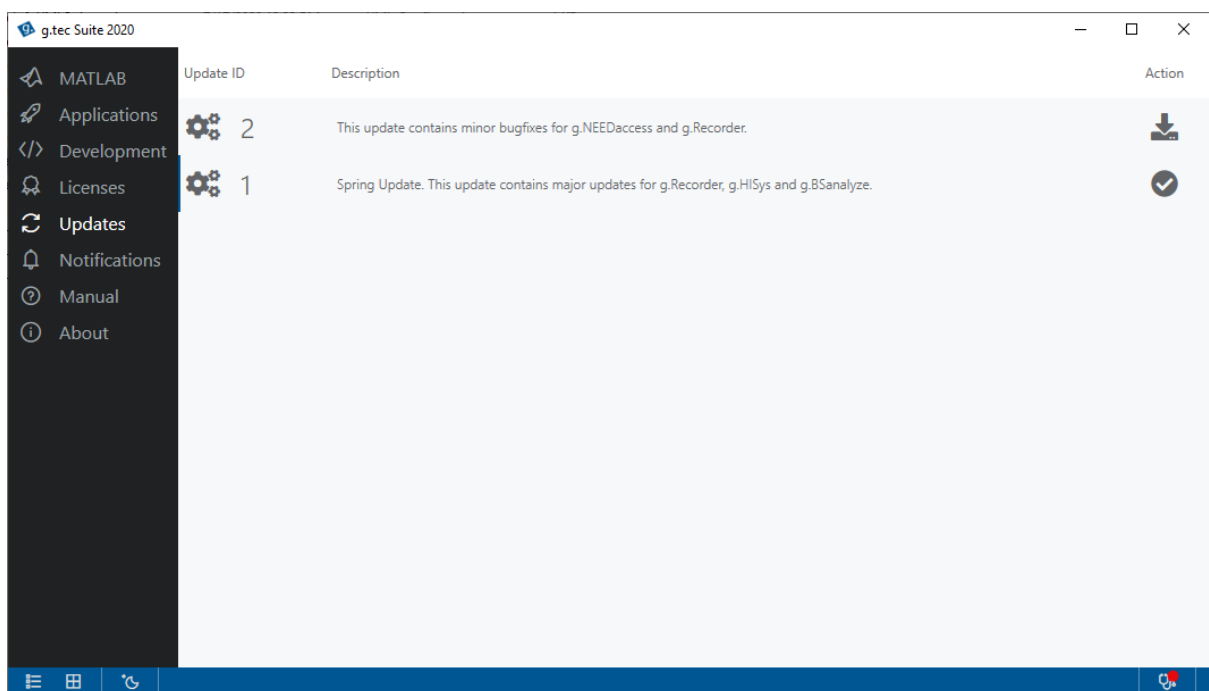 g.tec Suite 2020
MATLAB
Applications
Development
Licenses
Updates
Notifications
Manual
About
Update ID Description Action
2 This update contains minor bugfixes for g.NEEDaccess and g.Recorder.
1 Spring Update. This update contains major updates for g.Recorder, g.HISys and g.BSanalyze.